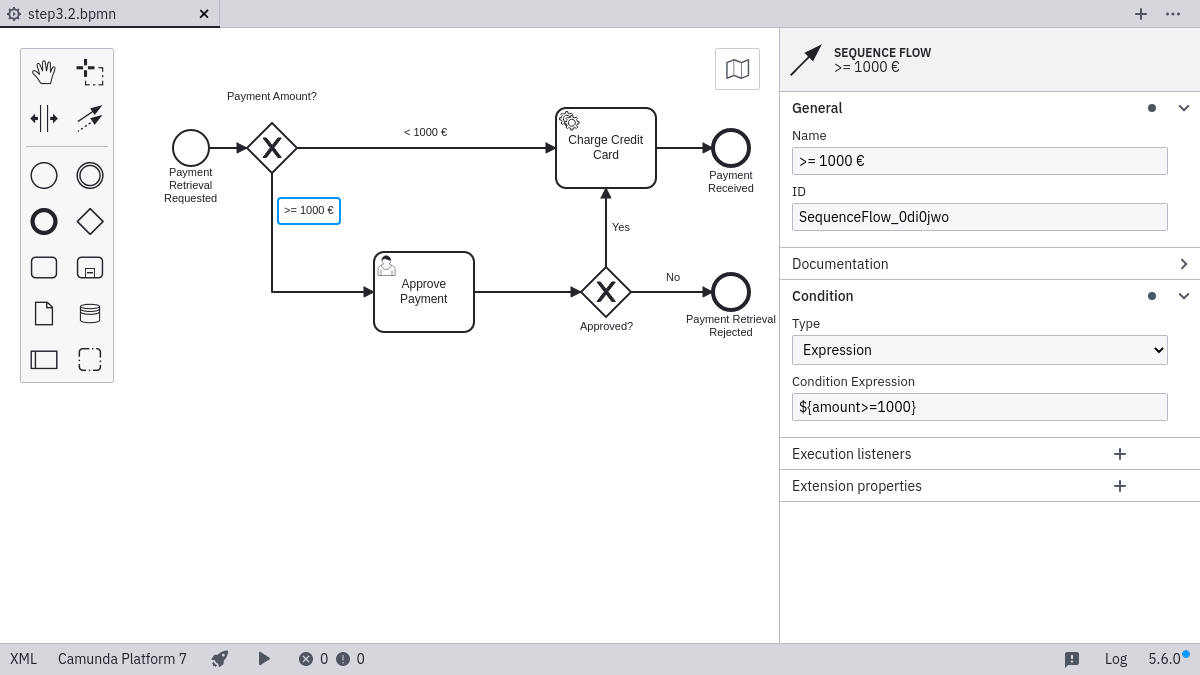 step3.2.bpmn
Payment Amount?
< 1000 €
Payment
Retrieval
Requested
>= 1000 €
Charge Credit
Card
Payment
Received
Yes
Approve
Payment
Approved?
No
Payment Retrieval
Rejected
SEQUENCE FLOW
>= 1000 €
General
Name
>= 1000 €
ID
SequenceFlow_0di0jwo
Documentation
Condition
Type
Expression
Condition Expression
${amount>=1000}
Execution listeners
Extension properties
XML Camunda Platform 7 0 0 Log 5.6.0